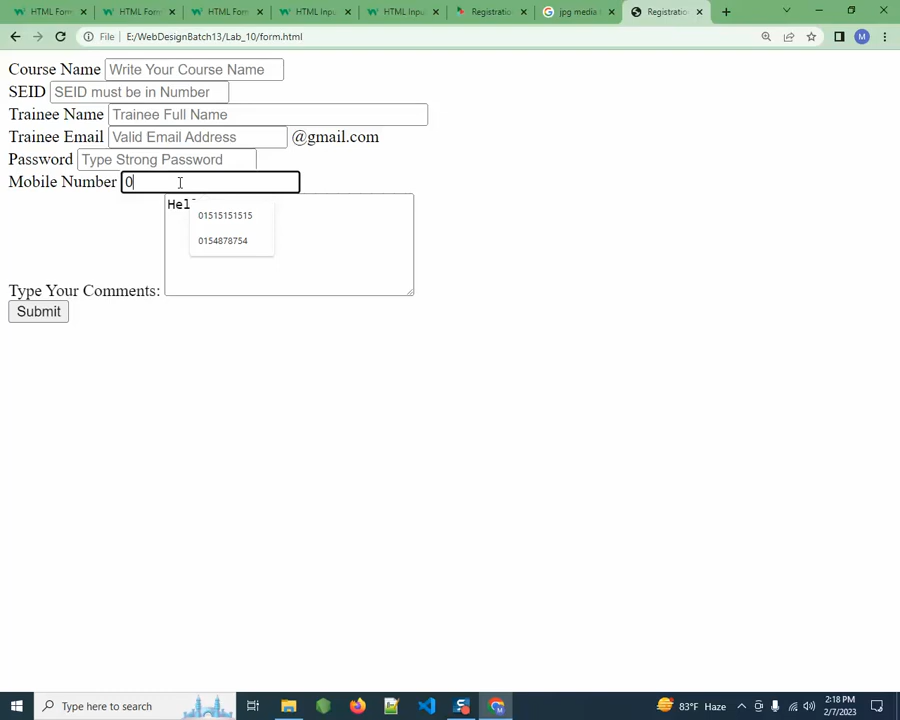 HTML Form
HTML Form
HTML Form
HTML Inpu
HTML Inpu
Registratio
jpg media
Registratio
File E:/WebDesignBatch13/Lab_10/form.html
M
Course Name Write Your Course Name
SEID SEID must be in Number
Trainee Name Trainee Full Name
Trainee Email Valid Email Address @gmail.com
Password Type Strong Password
Mobile Number 0
Hell
01515151515
0154878754
Type Your Comments:
Submit
Type here to search
83°F Haze
2:18 PM
2/7/2023